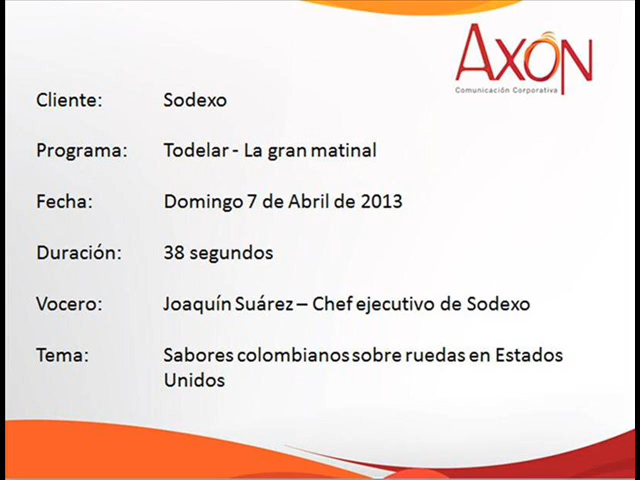 AXÓN
Comunicación Corporativa
Cliente: Sodexo
Programa: Todelar - La gran matinal
Fecha: Domingo 7 de Abril de 2013
Duración: 38 segundos
Vocero: Joaquín Suárez – Chef ejecutivo de Sodexo
Tema: Sabores colombianos sobre ruedas en Estados
Unidos